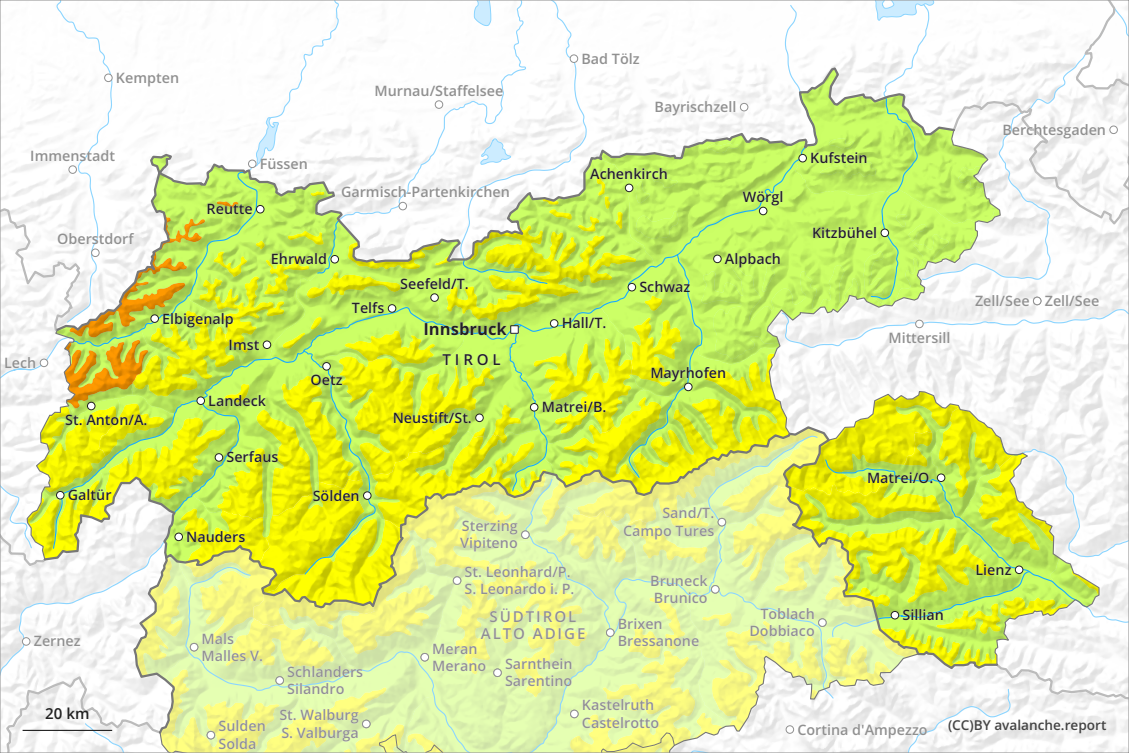 Bad Tölz
Kempten
Murnau/Staffelsee
Bayrischzell
Berchtesgaden
Immenstadt
Füssen
Kufstein
Achenkirch
Garmisch-Partenkirchen
Wörgl
Reutte
Kitzbühel
Oberstdorf
Ehrwald
Alpbach
Seefeld/T.
Schwaz
Zell/See
Zell/See
Telfs
Elbigenalp
Innsbruck
Hall/T.
Mittersill
Imst
TIROL
Lech
Oetz
Mayrhofen
Landeck
Matrei/B.
St. Anton/A.
Neustift/St.
Serfaus
Matrei/O.
Galtür
Sölden
Sand/T.
Campo Tures
Sterzing
Vipiteno
Nauders
Lienz
St. Leonhard/P.
S. Leonardo i. P.
Bruneck
Brunico
SÜDTIROL
ALTO ADIGE
Toblach
Dobbiaco
Sillian
Brixen
Bressanone
Zernez
Mals
Malles V.
Meran
Merano
Sarnthein
Sarentino
Schlanders
Silandro
Kastelruth
Castelrotto
20 km
St. Walburg
S. Valburga
Sulden
Solda
Cortina d'Ampezzo
(CC)BY avalanche.report